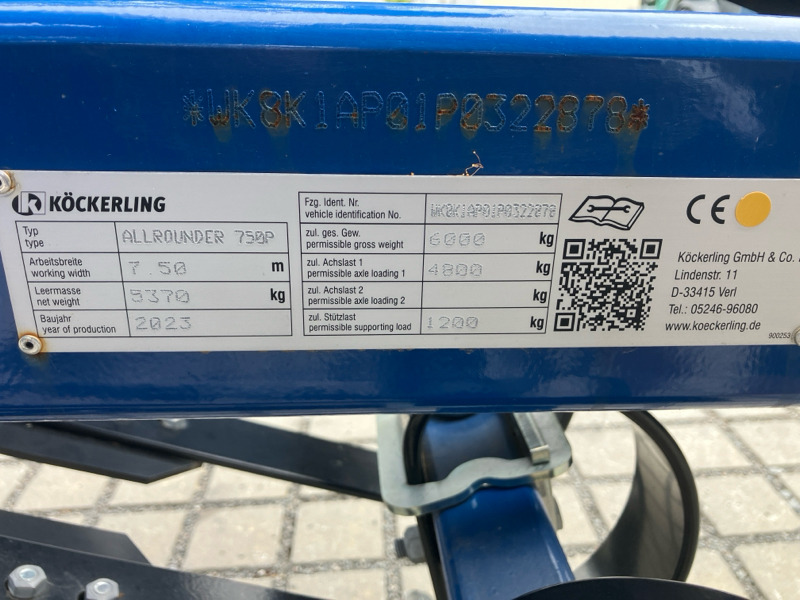 *WK8K1AP01P0322878*
KÖCKERLING
Typ
type
ALLROUNDER 750P
Arbeitsbreite
working width
7.50 m
Leermasse
net weight
5370 kg
Baujahr
year of production
2023
Fzg. Ident. Nr.
vehicle identification No.
WK8K1AP01P0322878
zul. ges. Gew.
permissible gross weight
6000 kg
zul. Achslast 1
permissible axle loading 1
4800 kg
zul. Achslast 2
permissible axle loading 2
kg
zul. Stützlast
permissible supporting load
1200 kg
CE
Köckerling GmbH & Co.
Lindenstr. 11
D-33415 Verl
Tel.: 05246-96080
www.koeckerling.de
900253